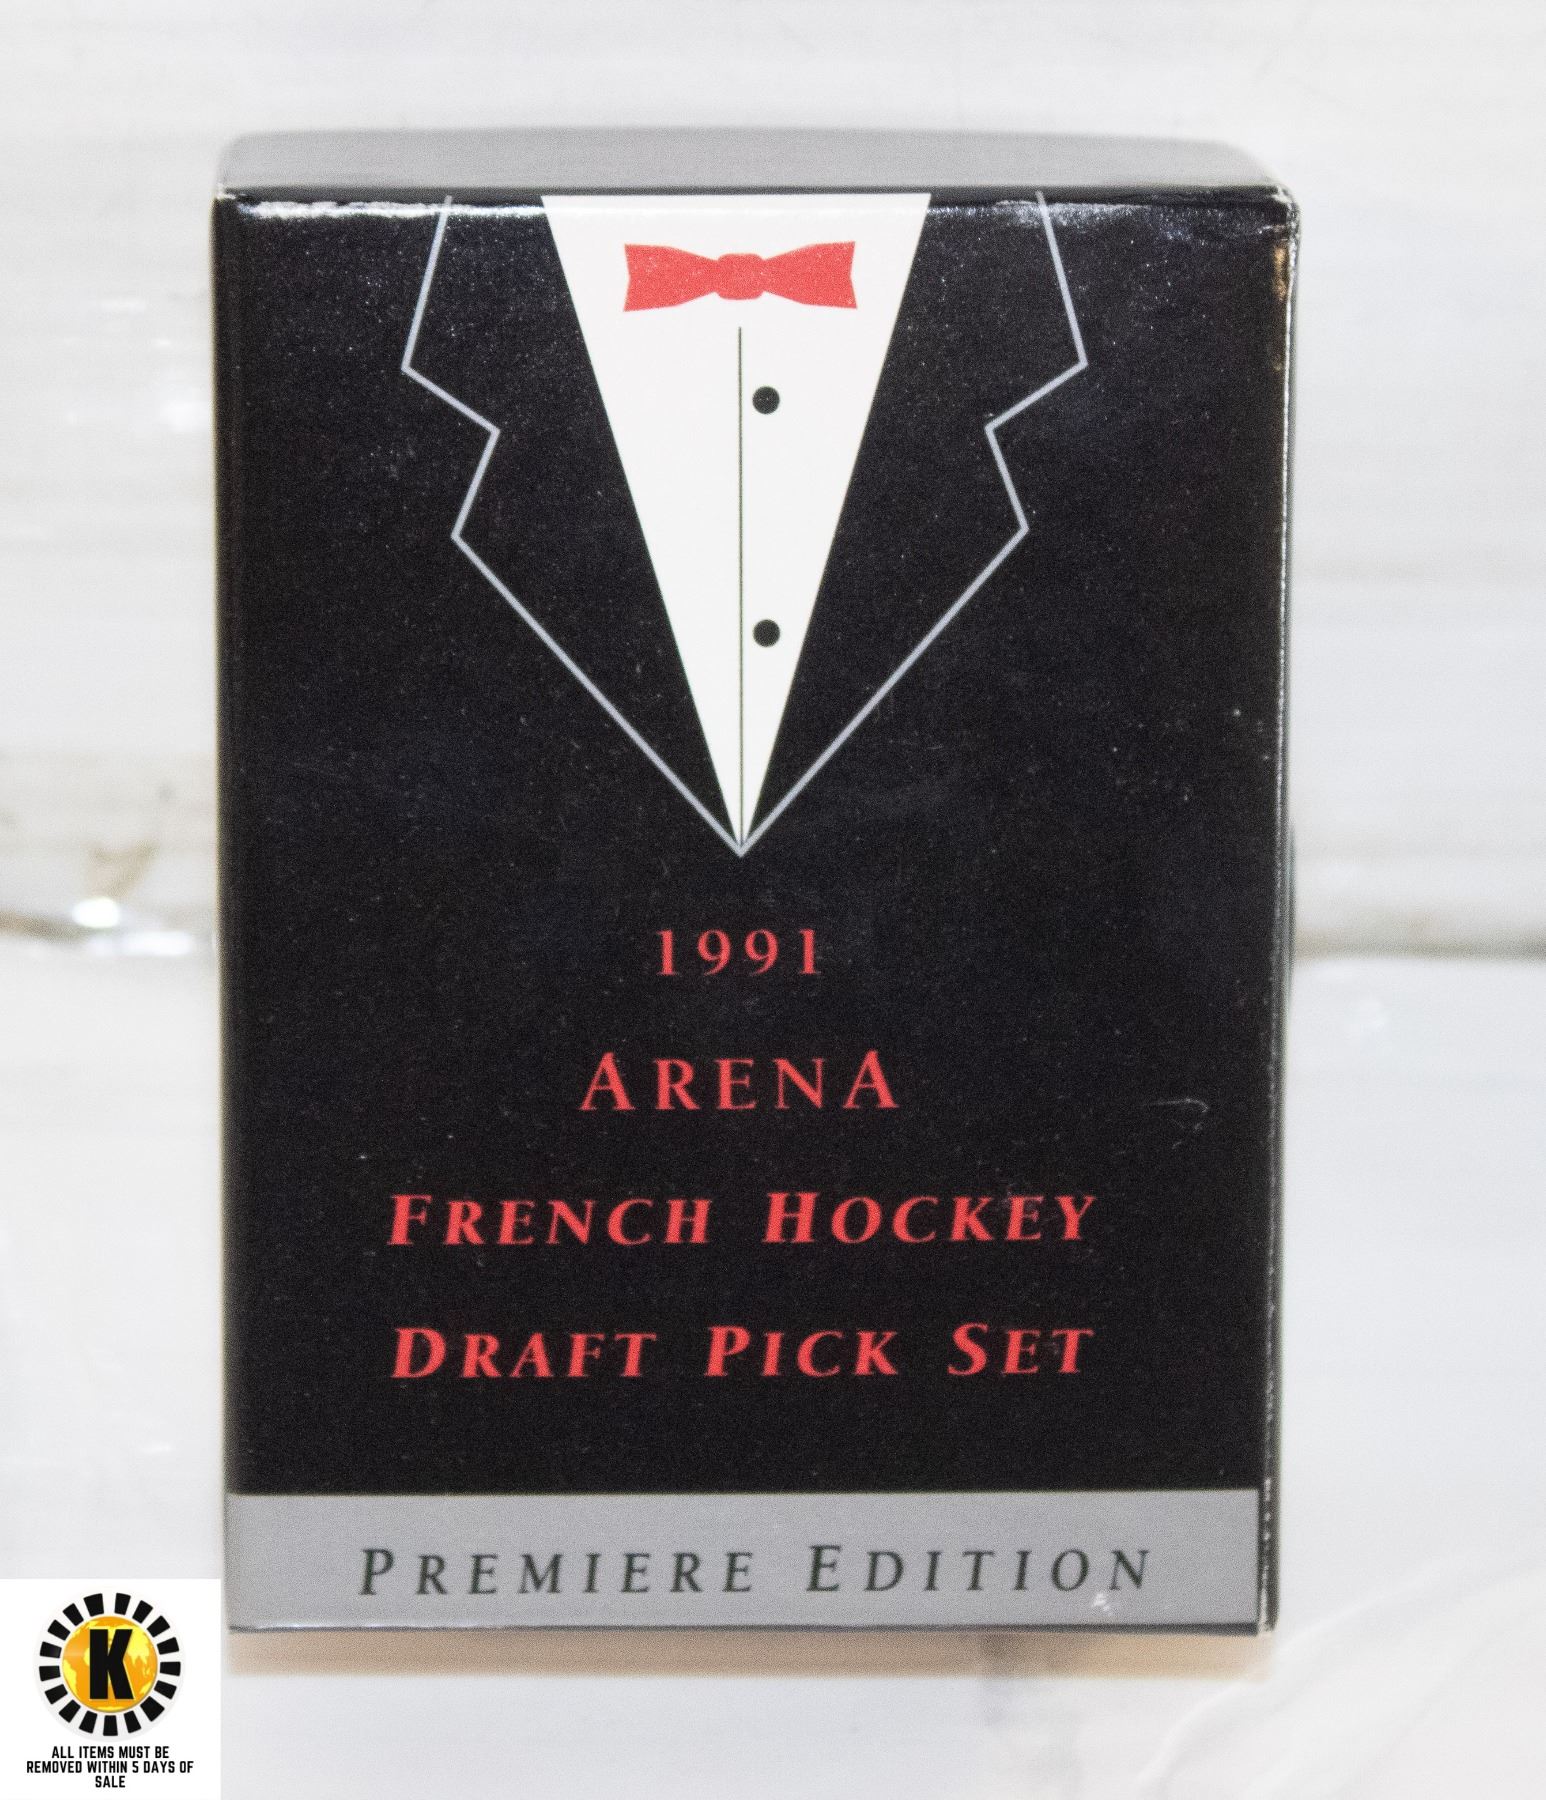 1991
ARENA
FRENCH HOCKEY
DRAFT PICK SET
PREMIERE EDITION
K
ALL ITEMS MUST BE
REMOVED WITHIN 5 DAYS OF
SALE